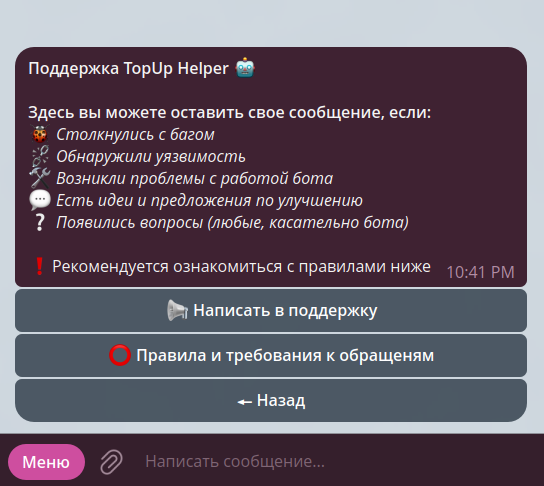 Поддержка TopUp Helper 🤖
Здесь вы можете оставить свое сообщение, если:
🐞 Столкнулись с багом
⛓️‍💥 Обнаружили уязвимость
🛠 Возникли проблемы с работой бота
💬 Есть идеи и предложения по улучшению
❔ Появились вопросы (любые, касательно бота)
❗ Рекомендуется ознакомиться с правилами ниже
10:41 PM
📢 Написать в поддержку
⭕ Правила и требования к обращеням
← Назад
Меню
Написать сообщение...